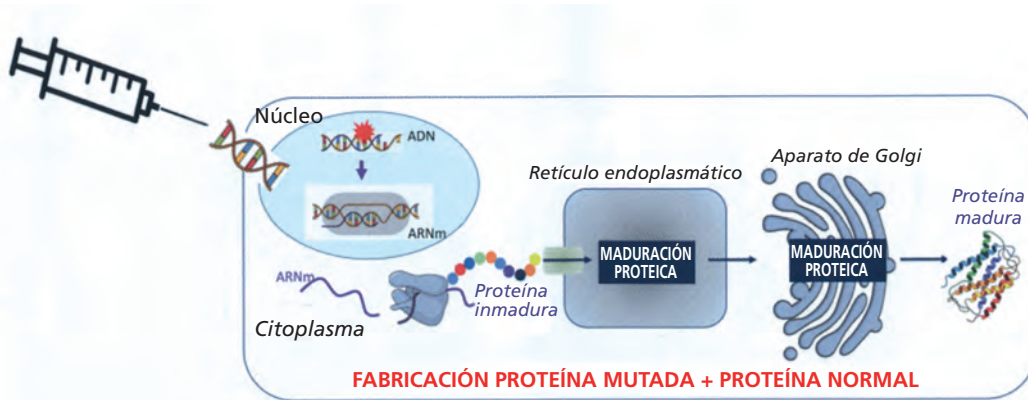 Núcleo
ADN
ARNm
ARNm
Citoplasma
Proteína
inmadura
Retículo endoplasmático
MADURACIÓN
PROTEICA
Aparato de Golgi
MADURACIÓN
PROTEICA
Proteína
madura
FABRICACIÓN PROTEÍNA MUTADA + PROTEÍNA NORMAL